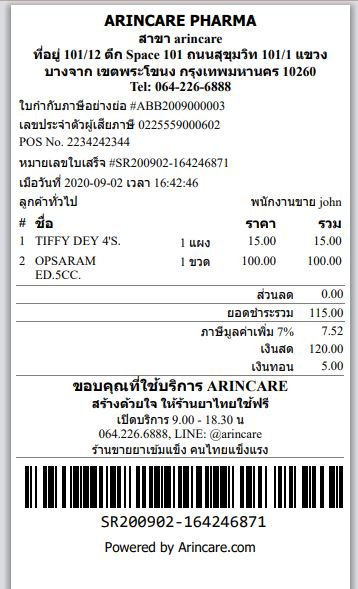 ARINCARE PHARMA
สาขา arincare
ที่อยู่ 101/12 ตึก Space 101 ถนนสุขุมวิท 101/1 แขวง
บางจาก เขตพระโขนง กรุงเทพมหานคร 10260
Tel: 064-226-6888
ใบกำกับภาษีอย่างย่อ #ABB2009000003
เลขประจำตัวผู้เสียภาษี 0225559000602
POS No. 2234242344
หมายเลขใบเสร็จ #SR200902-164246871
เมื่อวันที่ 2020-09-02 เวลา 16:42:46
ลูกค้าทั่วไป พนักงานขาย john
# ชื่อ ราคา รวม
1 TIFFY DEY 4'S. 1 แผง 15.00 15.00
2 OPSARAM 1 ขวด 100.00 100.00
ED.5CC.
ส่วนลด 0.00
ยอดชำระรวม 115.00
ภาษีมูลค่าเพิ่ม 7% 7.52
เงินสด 120.00
เงินทอน 5.00
ขอบคุณที่ใช้บริการ ARINCARE
สร้างด้วยใจ ให้ร้านยาไทยใช้ฟรี
เปิดบริการ 9.00 - 18.30 น
064.226.6888, LINE: @arincare
ร้านขายยาเข้มแข็ง คนไทยแข็งแรง
SR200902-164246871
Powered by Arincare.com